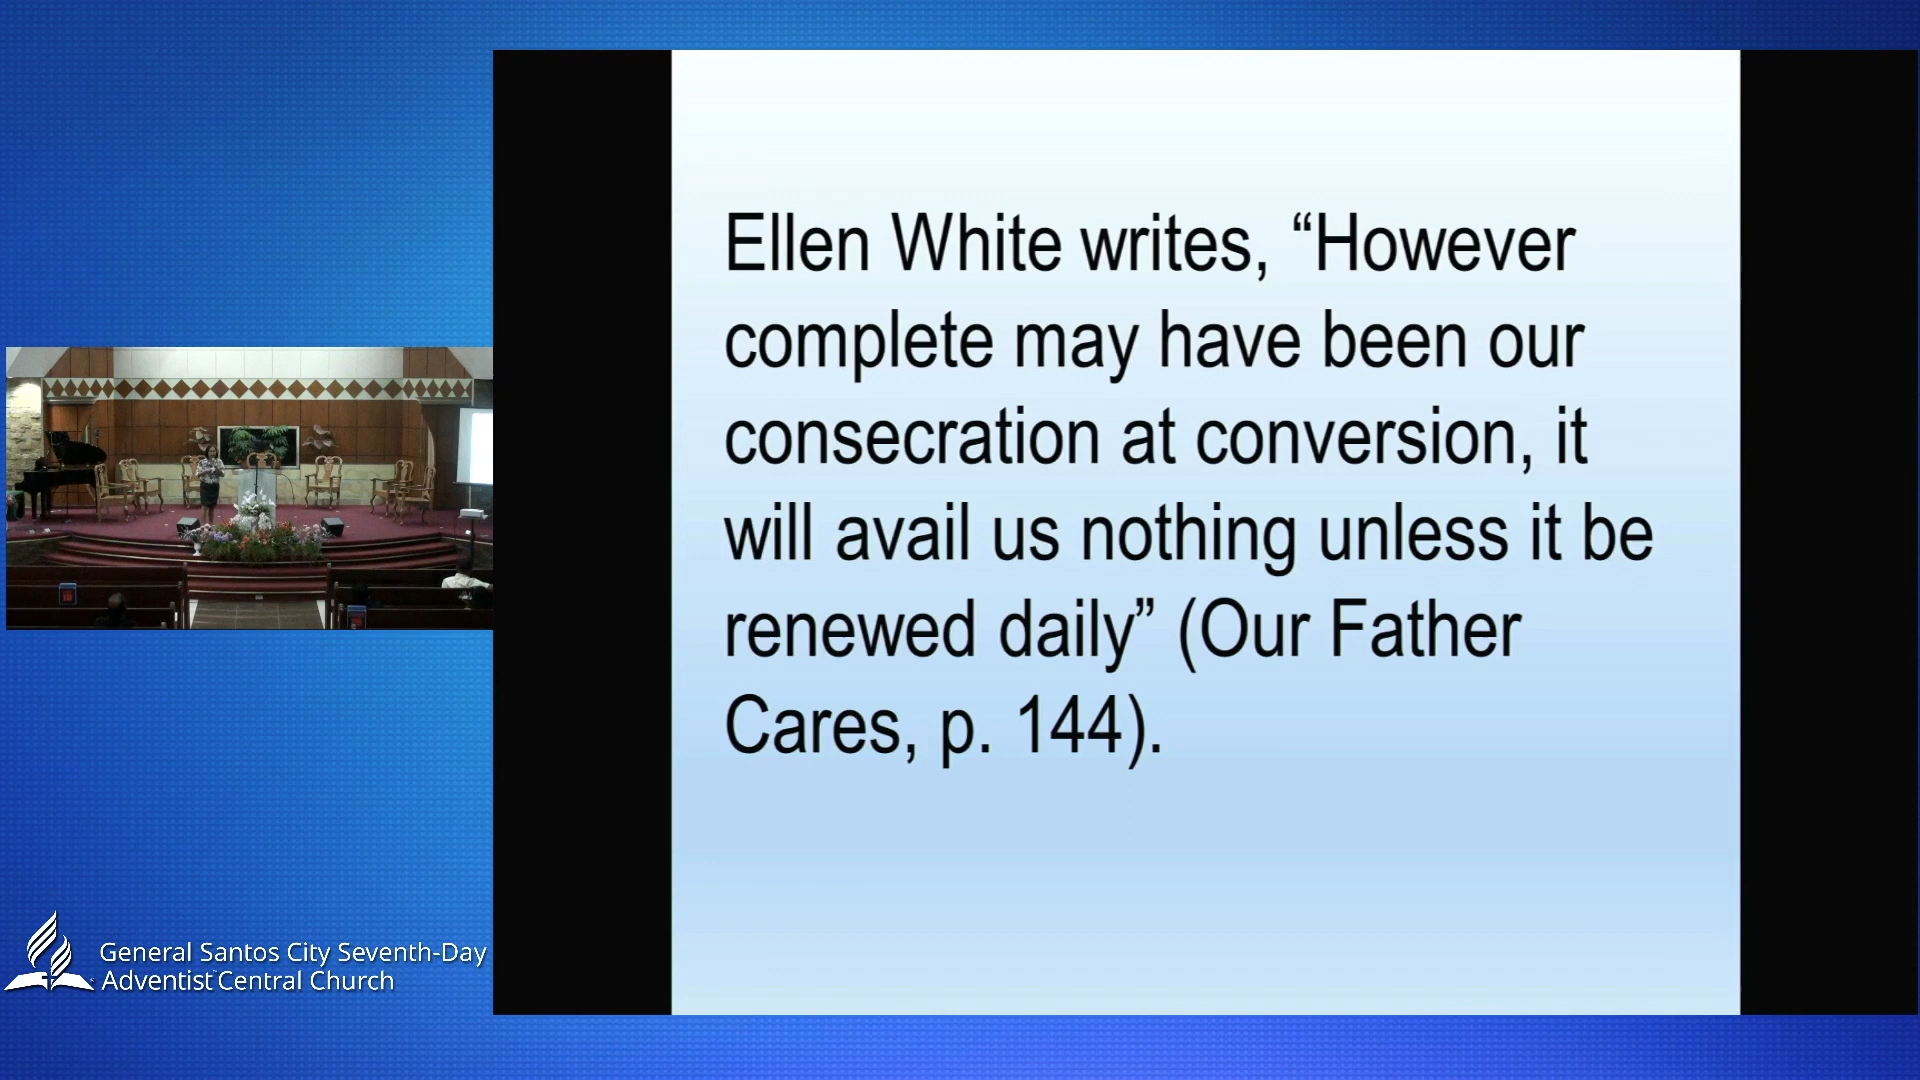 Ellen White writes, “However
complete may have been our
consecration at conversion, it
will avail us nothing unless it be
renewed daily” (Our Father
Cares, p. 144).
General Santos City Seventh-Day
Adventist Central Church